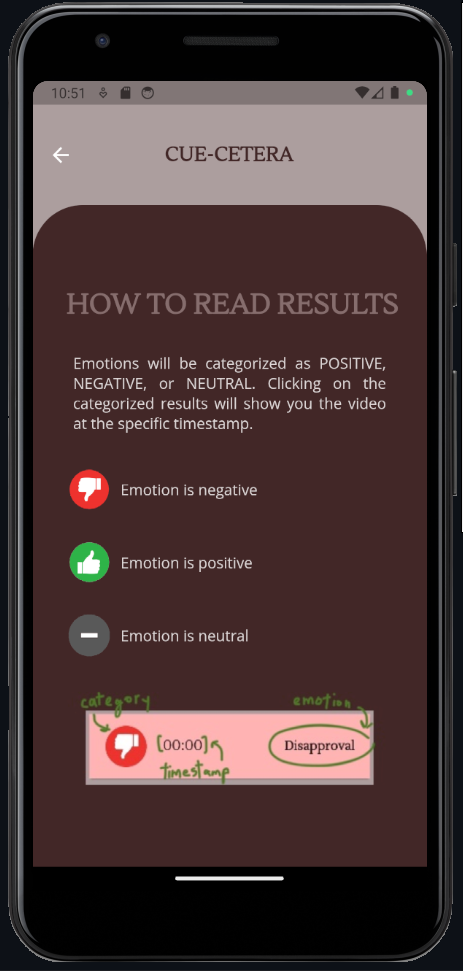 10:51
CUE-CETERA
HOW TO READ RESULTS
Emotions will be categorized as POSITIVE,
NEGATIVE, or NEUTRAL. Clicking on the
categorized results will show you the video
at the specific timestamp.
Emotion is negative
Emotion is positive
Emotion is neutral
category emotion
[00:00] Disapproval
timestamp